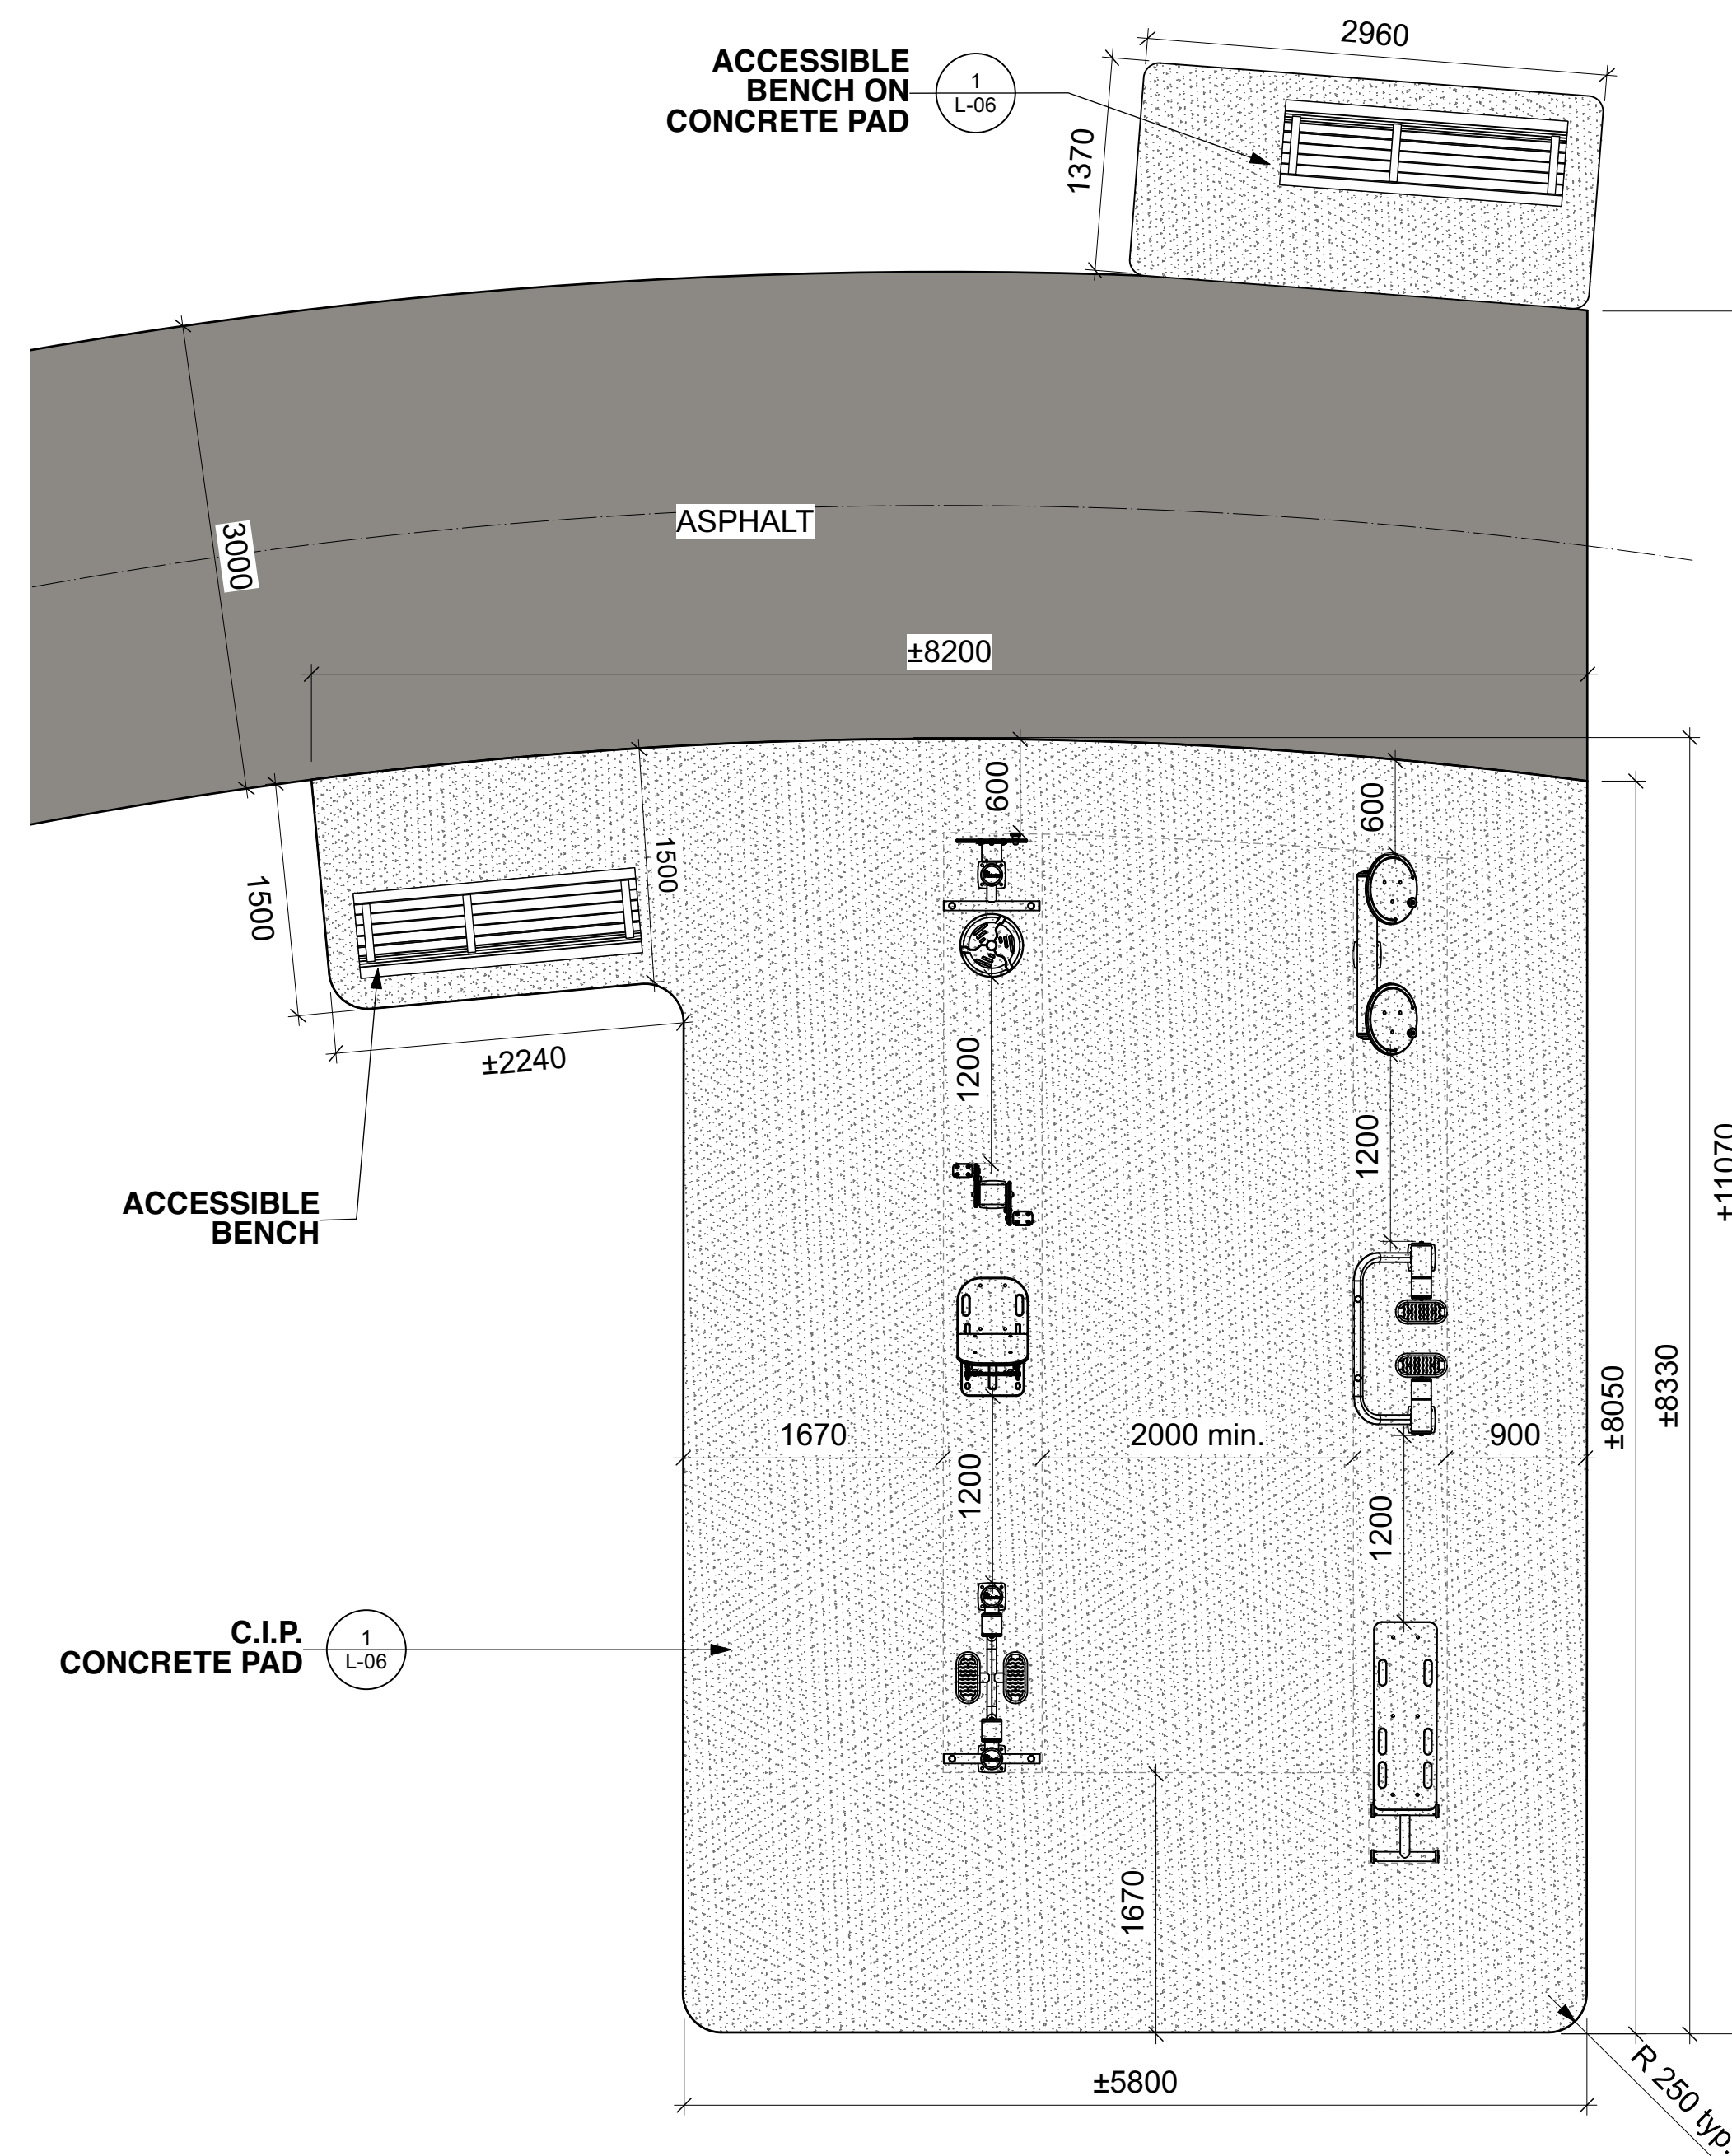 2960
ACCESSIBLE
BENCH ON
CONCRETE PAD
1
L-06
1370
ASPHALT
3000
±8200
600
600
1500
1500
±2240
1200
1200
±11070
ACCESSIBLE
BENCH
±8330
±8050
1670
2000 min.
900
1200
1200
C.I.P.
CONCRETE PAD
1
L-06
1670
±5800
R 250 typ.